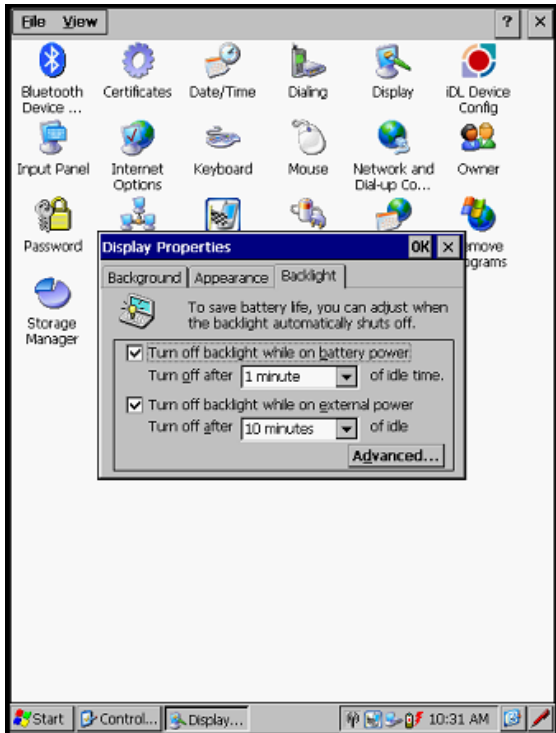 File View ? ×
Bluetooth
Device ...
Certificates
Date/Time
Dialing
Display
iDL Device
Config
Input Panel
Internet
Options
Keyboard
Mouse
Network and
Dial-up Co...
Owner
Password
emove
ograms
Storage
Manager
Display Properties OK ×
Background Appearance Backlight
To save battery life, you can adjust when
the backlight automatically shuts off.
Turn off backlight while on battery power
Turn off after 1 minute of idle time.
Turn off backlight while on external power
Turn off after 10 minutes of idle
Advanced...
Start Control... Display... 10:31 AM